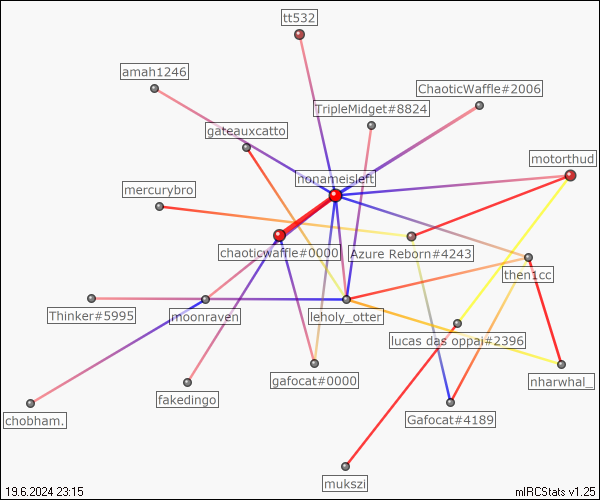 tt532
amah1246
ChaoticWaffle#2006
TripleMidget#8824
gateauxcatto
motorthud
nonameisleft
mercurybro
chaoticwaffle#0000
Azure Reborn#4243
then1cc
Thinker#5995
moonraven
leholy_otter
lucas das oppai#2396
gafocat#0000
nharwhal_
fakedingo
chobham.
Gafocat#4189
mukszi
19.6.2024 23:15
mIRCStats v1.25